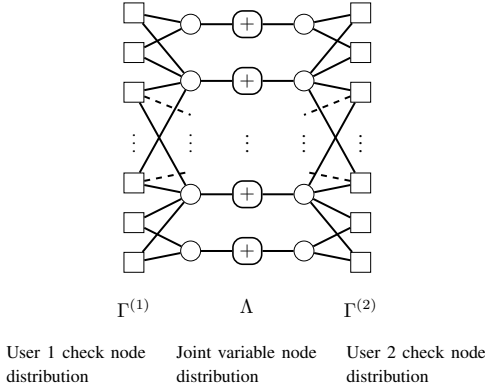 +
+
⋮ ⋮ ⋮ ⋮ ⋮
+
+
Γ(1) Λ Γ(2)
User 1 check node Joint variable node User 2 check node
distribution distribution distribution